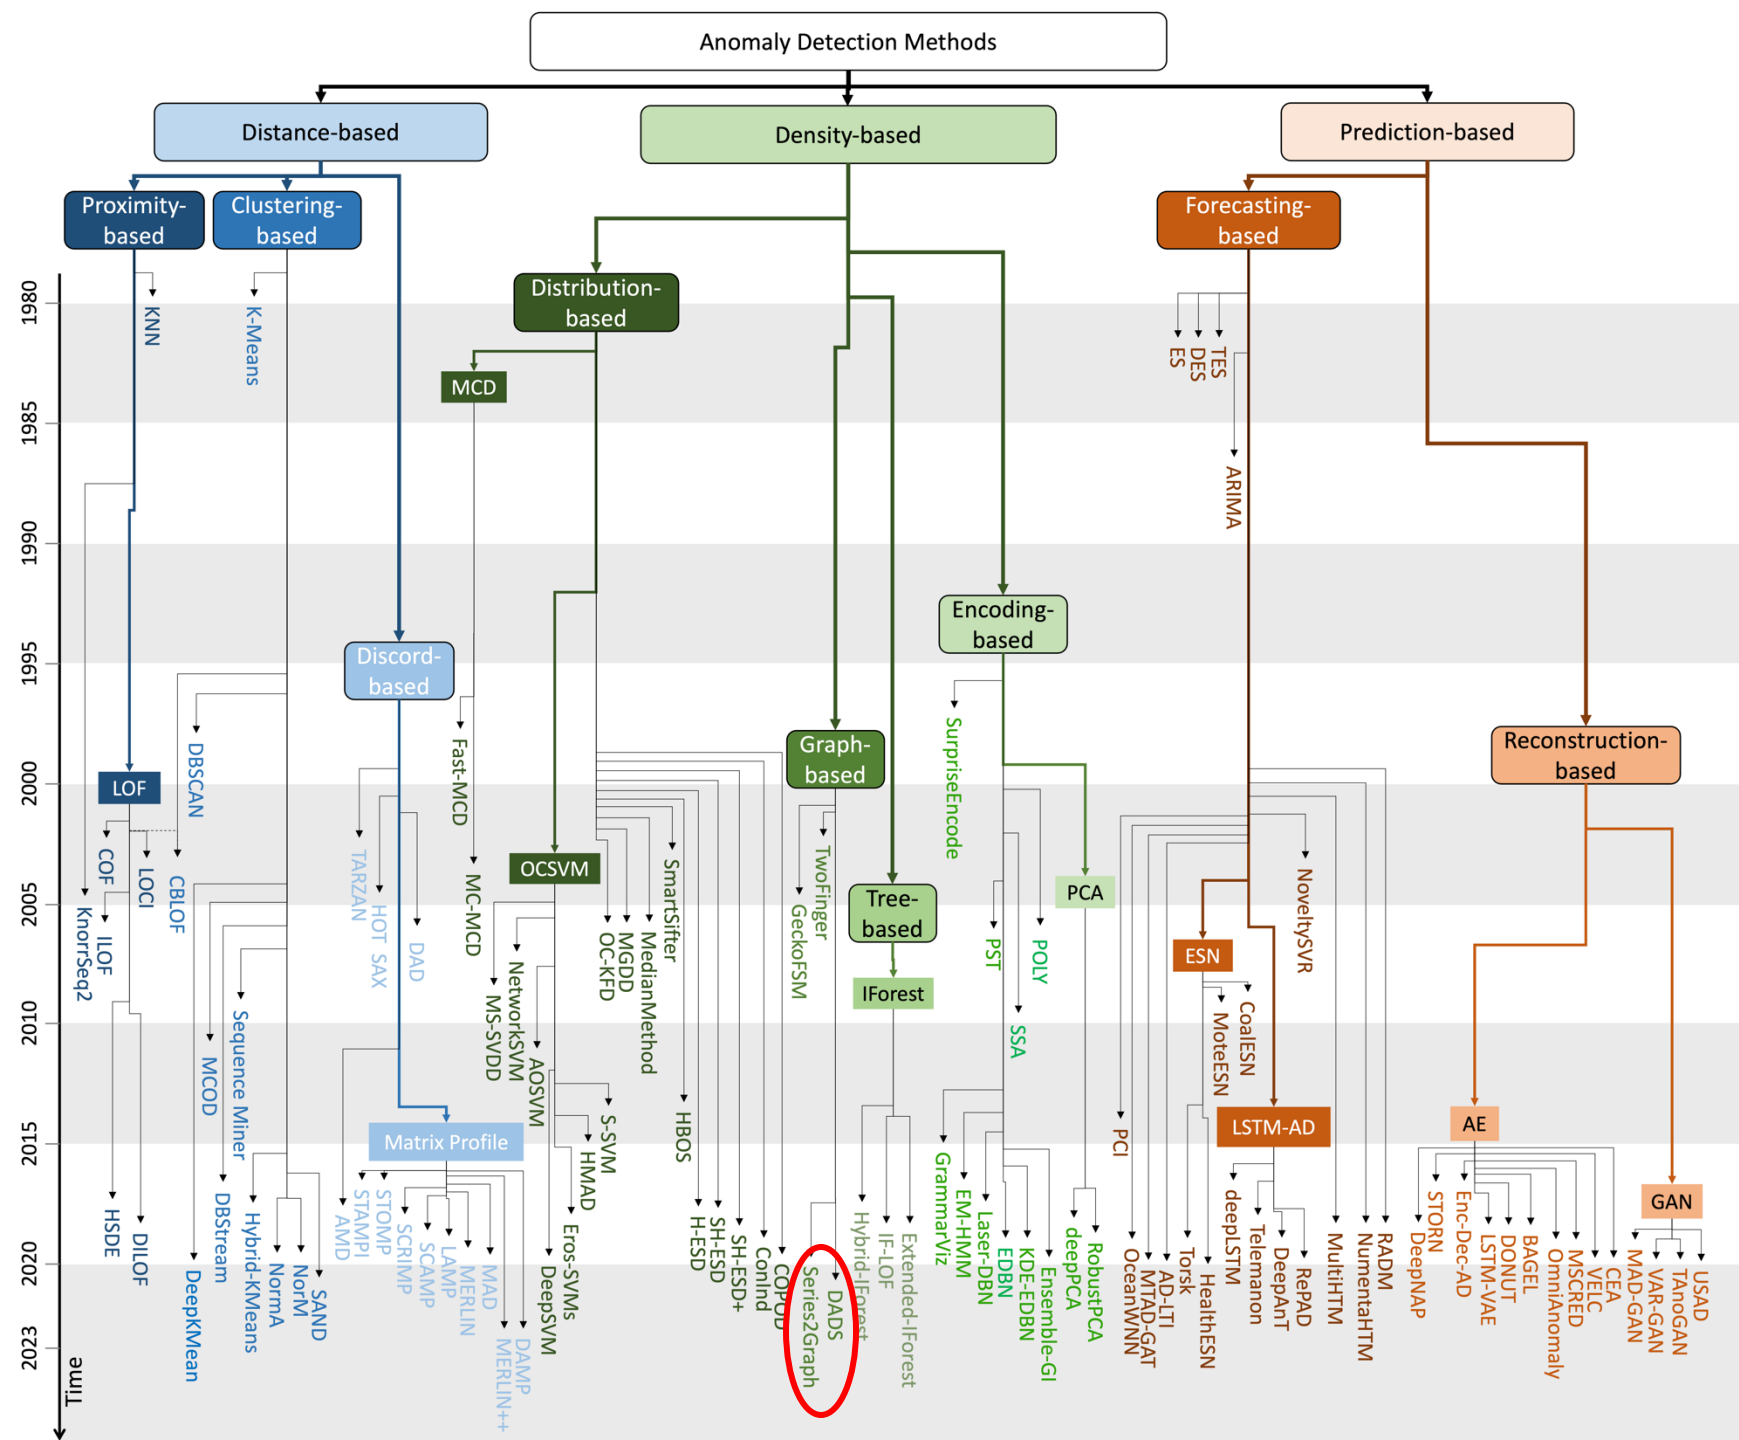 Anomaly Detection Methods
Distance-based
Density-based
Prediction-based
Proximity-
based
Clustering-
based
Forecasting-
based
Distribution-
based
Encoding-
based
Discord-
based
Graph-
based
Reconstruction-
based
Tree-
based
1980
1985
1990
1995
2000
2005
2010
2015
2020
2023
Time
KNN
K-Means
MCD
ES
DES
TES
ARIMA
LOF
COF
LOCI
KnorrSeq2
ILOF
HSDE
DILOF
DBSCAN
CBLOF
DeepKMean
MCOD
DBStream
Sequence Miner
Hybrid-KMeans
NormA
NorM
SAND
TARZAN
HOT SAX
DAD
Matrix Profile
AMD
STAMPI
STOMP
SCRIMP
SCAMP
LAMP
MERLIN
MAD
MERLIN++
DAMP
Fast-MCD
MC-MCD
OCSVM
MS-SVDD
NetworkSVM
AOSVM
DeepSVM
Eros-SVMs
HMAD
S-SVM
OC-KFD
MGDD
MedianMethod
SmartSifter
HBOS
H-ESD
SH-ESD
SH-ESD+
ConInd
COPOD
GeckoFSM
TwoFinger
Series2Graph
DADS
IForest
Hybrid-IForest
IF-LOF
Extended-IForest
SurpriseEncode
PST
SSA
POLY
PCA
GrammarViz
EM-HMM
Laser-DBN
EDBN
KDE-EDBN
Ensemble-GI
deepPCA
RobustPCA
PCI
OceanWNN
MTAD-GAT
AD-LTI
ESN
Torsk
HealthESN
MoteESN
CoalESN
NoveltySVR
LSTM-AD
deepLSTM
Telemanon
DeepAnT
RePAD
MultiHTM
NumentaHTM
RADM
AE
DeepNAP
STORN
Enc-Dec-AD
LSTM-VAE
DONUT
BAGEL
OmniAnomaly
MSCRED
VELC
CEA
GAN
MAD-GAN
VAR-GAN
TAnoGAN
USAD